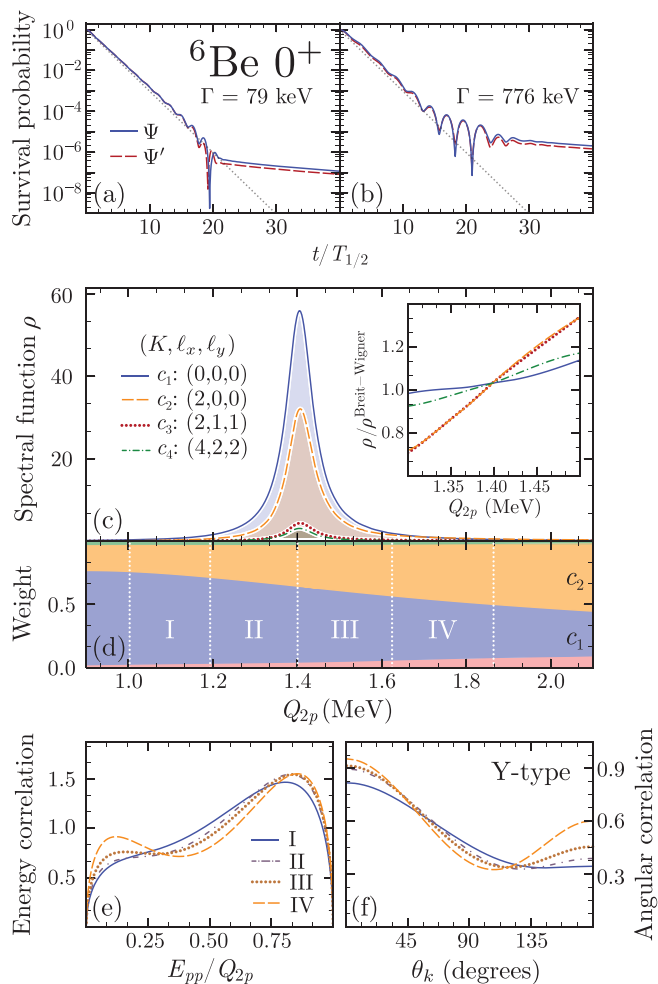 Survival probability
10⁰
10⁻²
10⁻⁴
10⁻⁶
10⁻⁸
⁶Be 0⁺
Γ = 79 keV
Γ = 776 keV
Ψ
Ψ′
(a)
(b)
10 20 30
10 20 30
t/T₁/₂
Spectral function ρ
60
40
20
(K, ℓₓ, ℓᵧ)
c₁: (0,0,0)
c₂: (2,0,0)
c₃: (2,1,1)
c₄: (4,2,2)
(c)
ρ/ρ^Breit−Wigner
1.2
1.0
0.8
1.35 1.40 1.45
Q₂ₚ (MeV)
Weight
0.5
0.0
(d)
I II III IV
c₂
c₁
1.0 1.2 1.4 1.6 1.8 2.0
Q₂ₚ (MeV)
Energy correlation
1.5
1.0
0.5
I
II
III
IV
(e)
0.25 0.50 0.75
Eₚₚ/Q₂ₚ
Y-type
(f)
45 90 135
θₖ (degrees)
0.9
0.6
0.3
Angular correlation